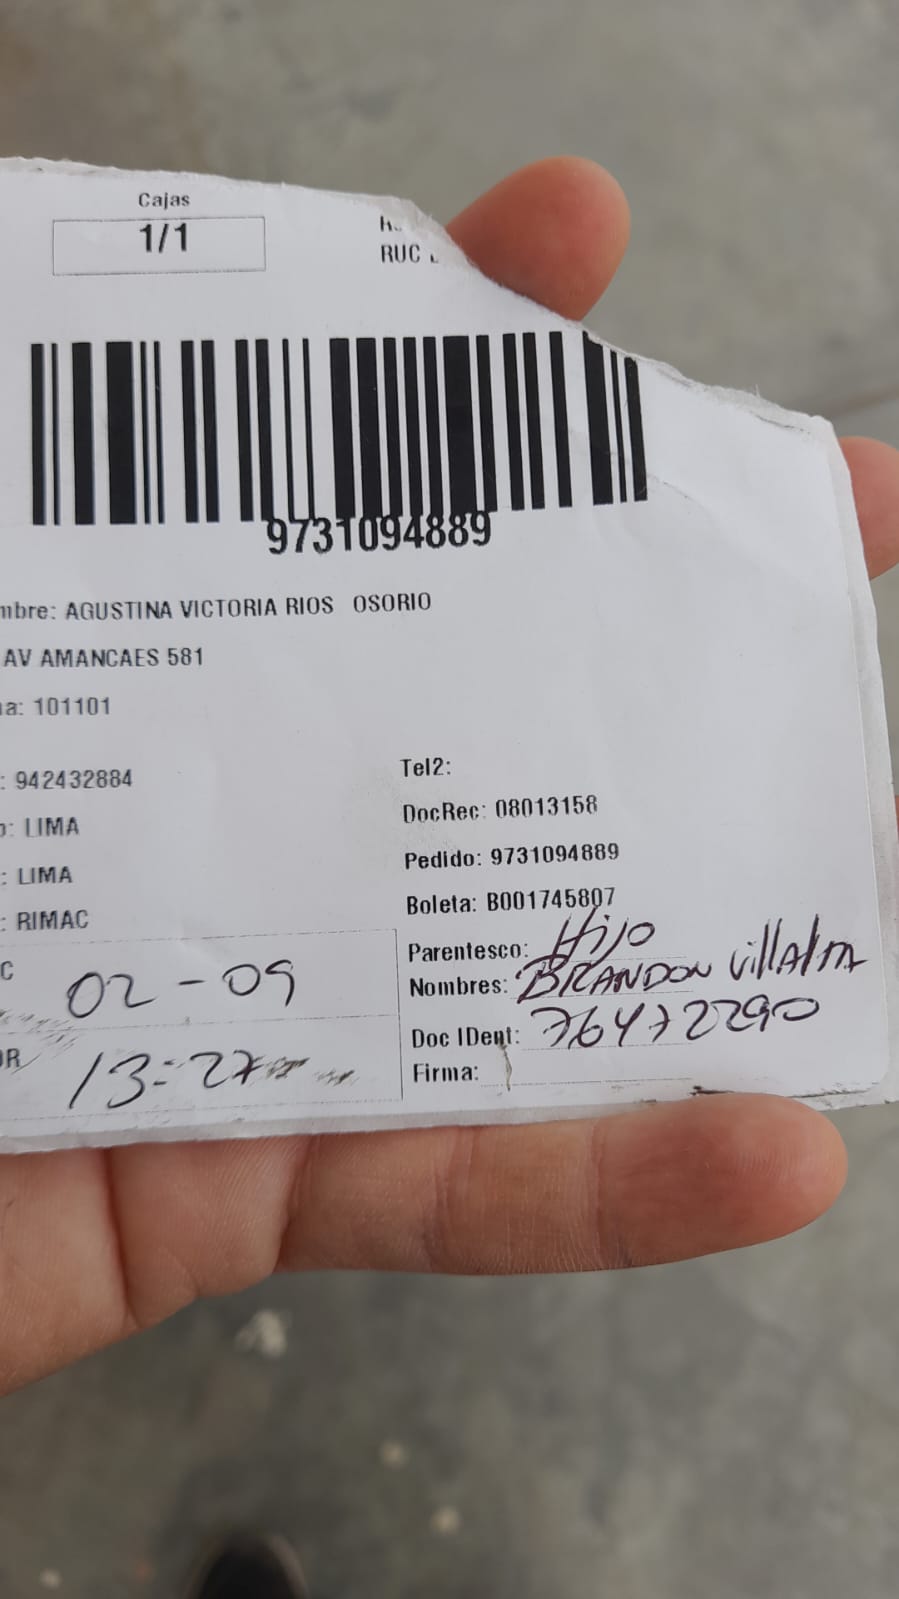 Cajas
1/1
RUC
9731094889
mbre: AGUSTINA VICTORIA RIOS OSORIO
AV AMANCAES 581
na: 101101
: 942432884
Tel2:
DocRec: 08013158
o: LIMA
Pedido: 9731094889
: LIMA
Boleta: B001745807
: RIMAC
Parentesco: Hijo
C
02-09
Nombres: BRANDON Villalta
Doc IDent: 76472290
OR
13:27
Firma: